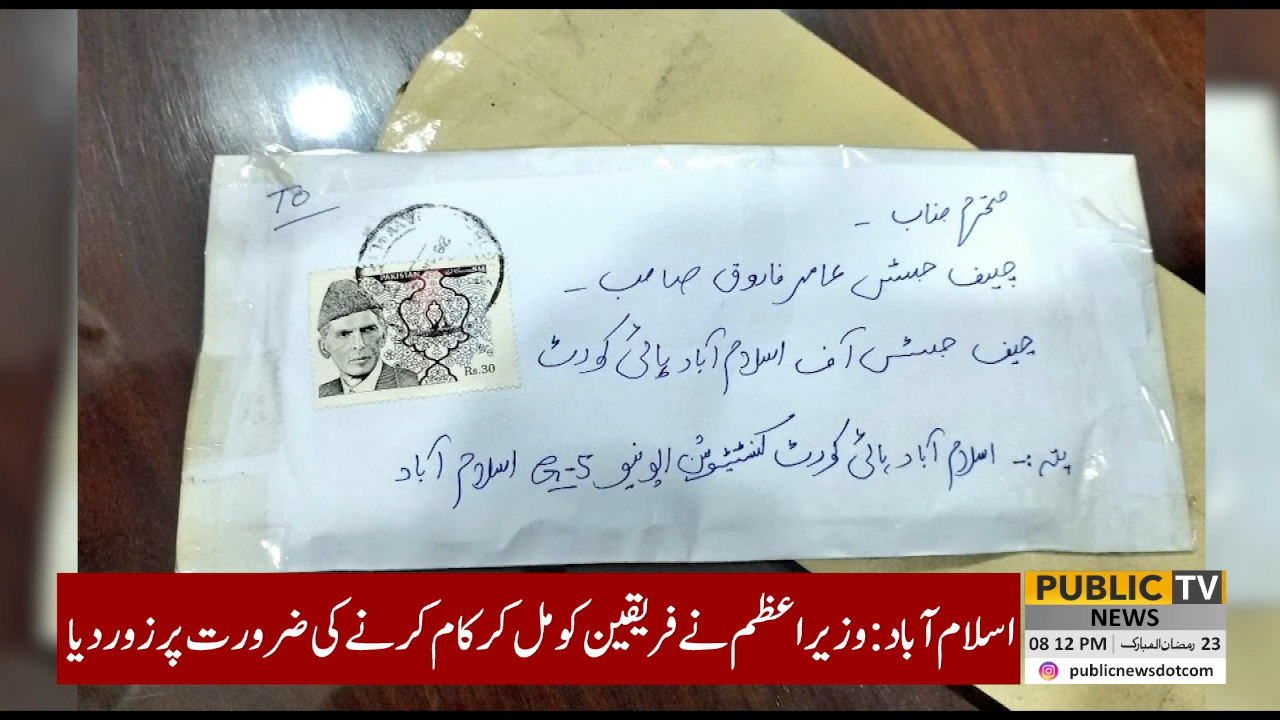 TO
محترم جناب -
چیف جسٹس عامر فاروق صاحب -
چیف جسٹس آف اسلام آباد ہائی کورٹ
پتہ :- اسلام آباد ہائی کورٹ کنسٹیٹیوشن ایونیو G-5 اسلام آباد
PAKISTAN پاکستان
Rs.30
اسلام آباد: وزیراعظم نے فریقین کو مل کر کام کرنے کی ضرورت پر زور دیا
PUBLIC TV
NEWS
08 12 PM | 23 رمضان المبارک
publicnewsdotcom